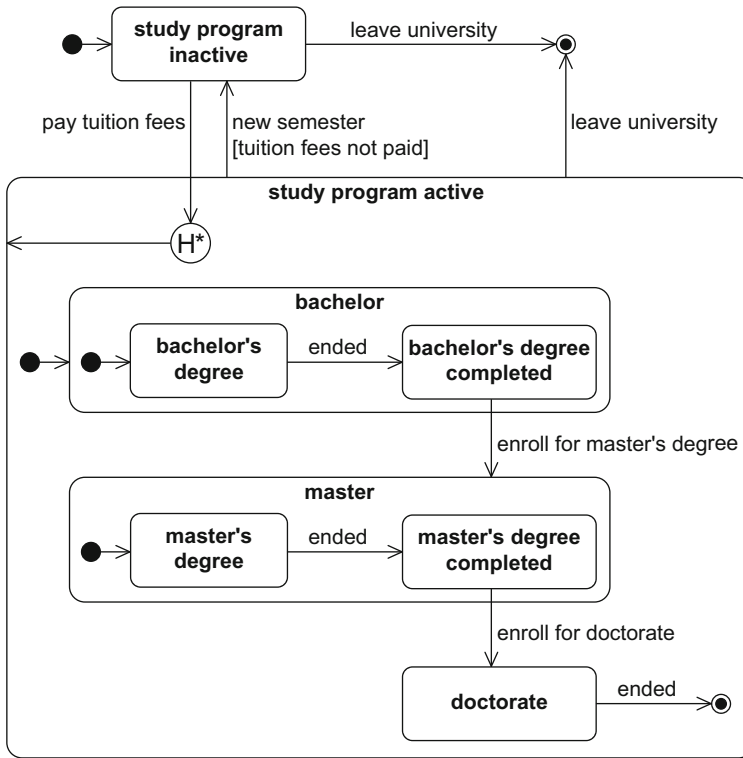 study program
inactive
leave university
pay tuition fees
new semester
[tuition fees not paid]
leave university
study program active
H*
bachelor
bachelor's
degree
ended
bachelor's degree
completed
enroll for master's degree
master
master's
degree
ended
master's degree
completed
enroll for doctorate
doctorate
ended